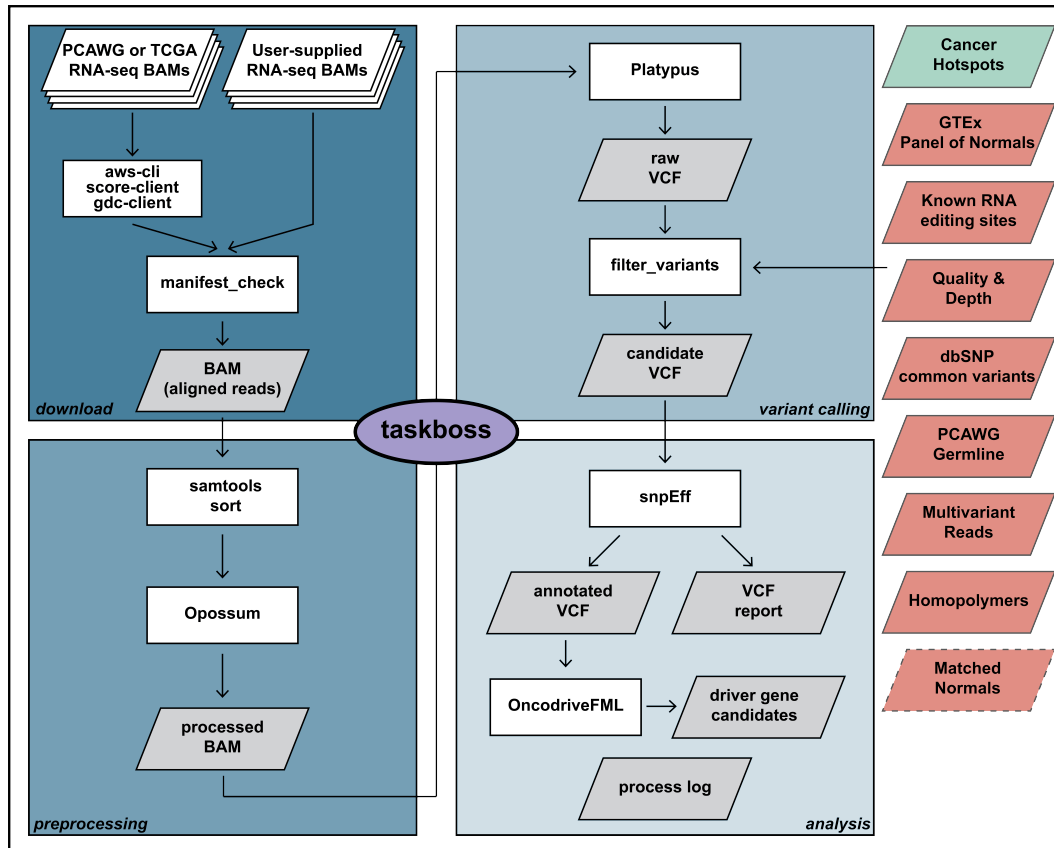 PCAWG or TCGA
RNA-seq BAMs
User-supplied
RNA-seq BAMs
aws-cli
score-client
gdc-client
manifest_check
BAM
(aligned reads)
download
samtools
sort
Opossum
processed
BAM
preprocessing
taskboss
Platypus
raw
VCF
filter_variants
candidate
VCF
variant calling
snpEff
annotated
VCF
VCF
report
OncodriveFML
driver gene
candidates
process log
analysis
Cancer
Hotspots
GTEx
Panel of Normals
Known RNA
editing sites
Quality &
Depth
dbSNP
common variants
PCAWG
Germline
Multivariant
Reads
Homopolymers
Matched
Normals